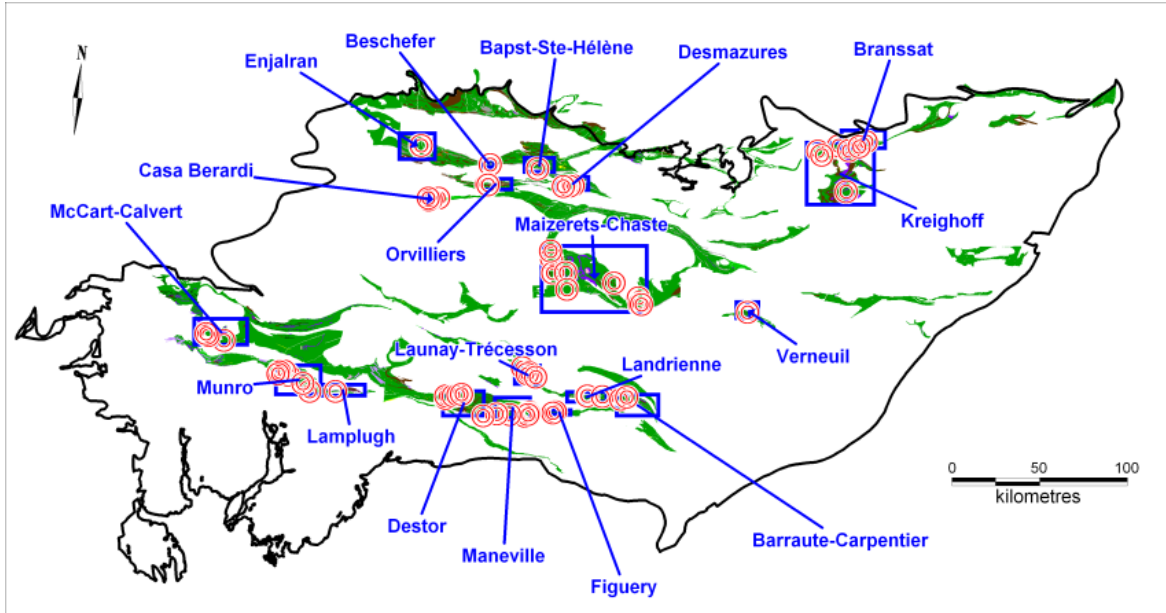 Beschefer
Bapst-Ste-Hélène
Desmazures
Branssat
Enjalran
N
Casa Berardi
McCart-Calvert
Kreighoff
Maizerets-Chaste
Orvilliers
Verneuil
Launay-Trécesson
Landrienne
Munro
Lamplugh
0 50 100
kilometres
Destor
Maneville
Barraute-Carpentier
Figuery